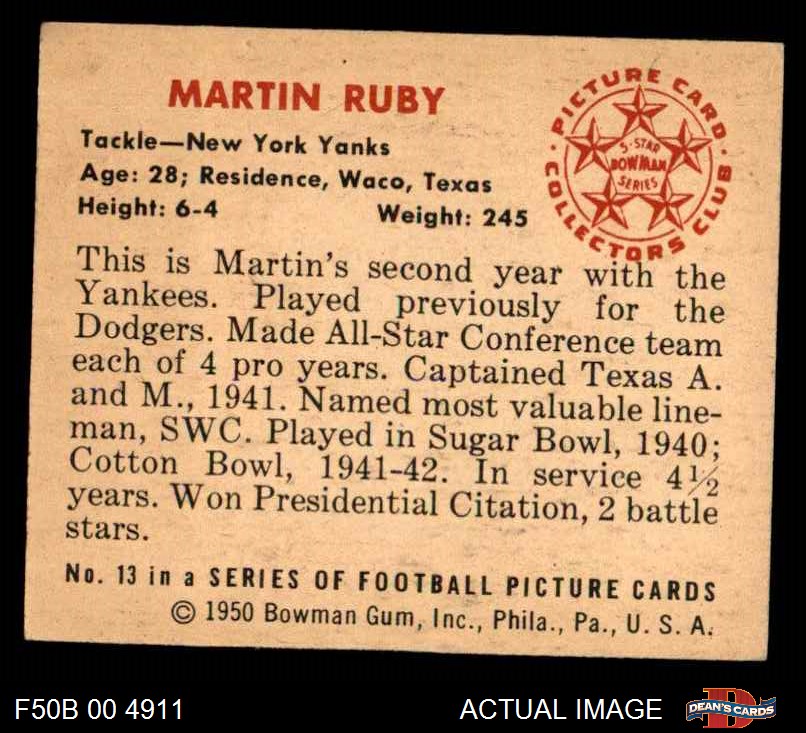 MARTIN RUBY
Tackle—New York Yanks
Age: 28; Residence, Waco, Texas
Height: 6-4 Weight: 245
PICTURE CARD
COLLECTORS CLUB
5-STAR
BOWMAN
SERIES
This is Martin's second year with the
Yankees. Played previously for the
Dodgers. Made All-Star Conference team
each of 4 pro years. Captained Texas A.
and M., 1941. Named most valuable line-
man, SWC. Played in Sugar Bowl, 1940;
Cotton Bowl, 1941-42. In service 4½
years. Won Presidential Citation, 2 battle
stars.
No. 13 in a SERIES OF FOOTBALL PICTURE CARDS
© 1950 Bowman Gum, Inc., Phila., Pa., U. S. A.
F50B 00 4911 ACTUAL IMAGE
D
DEAN'S CARDS